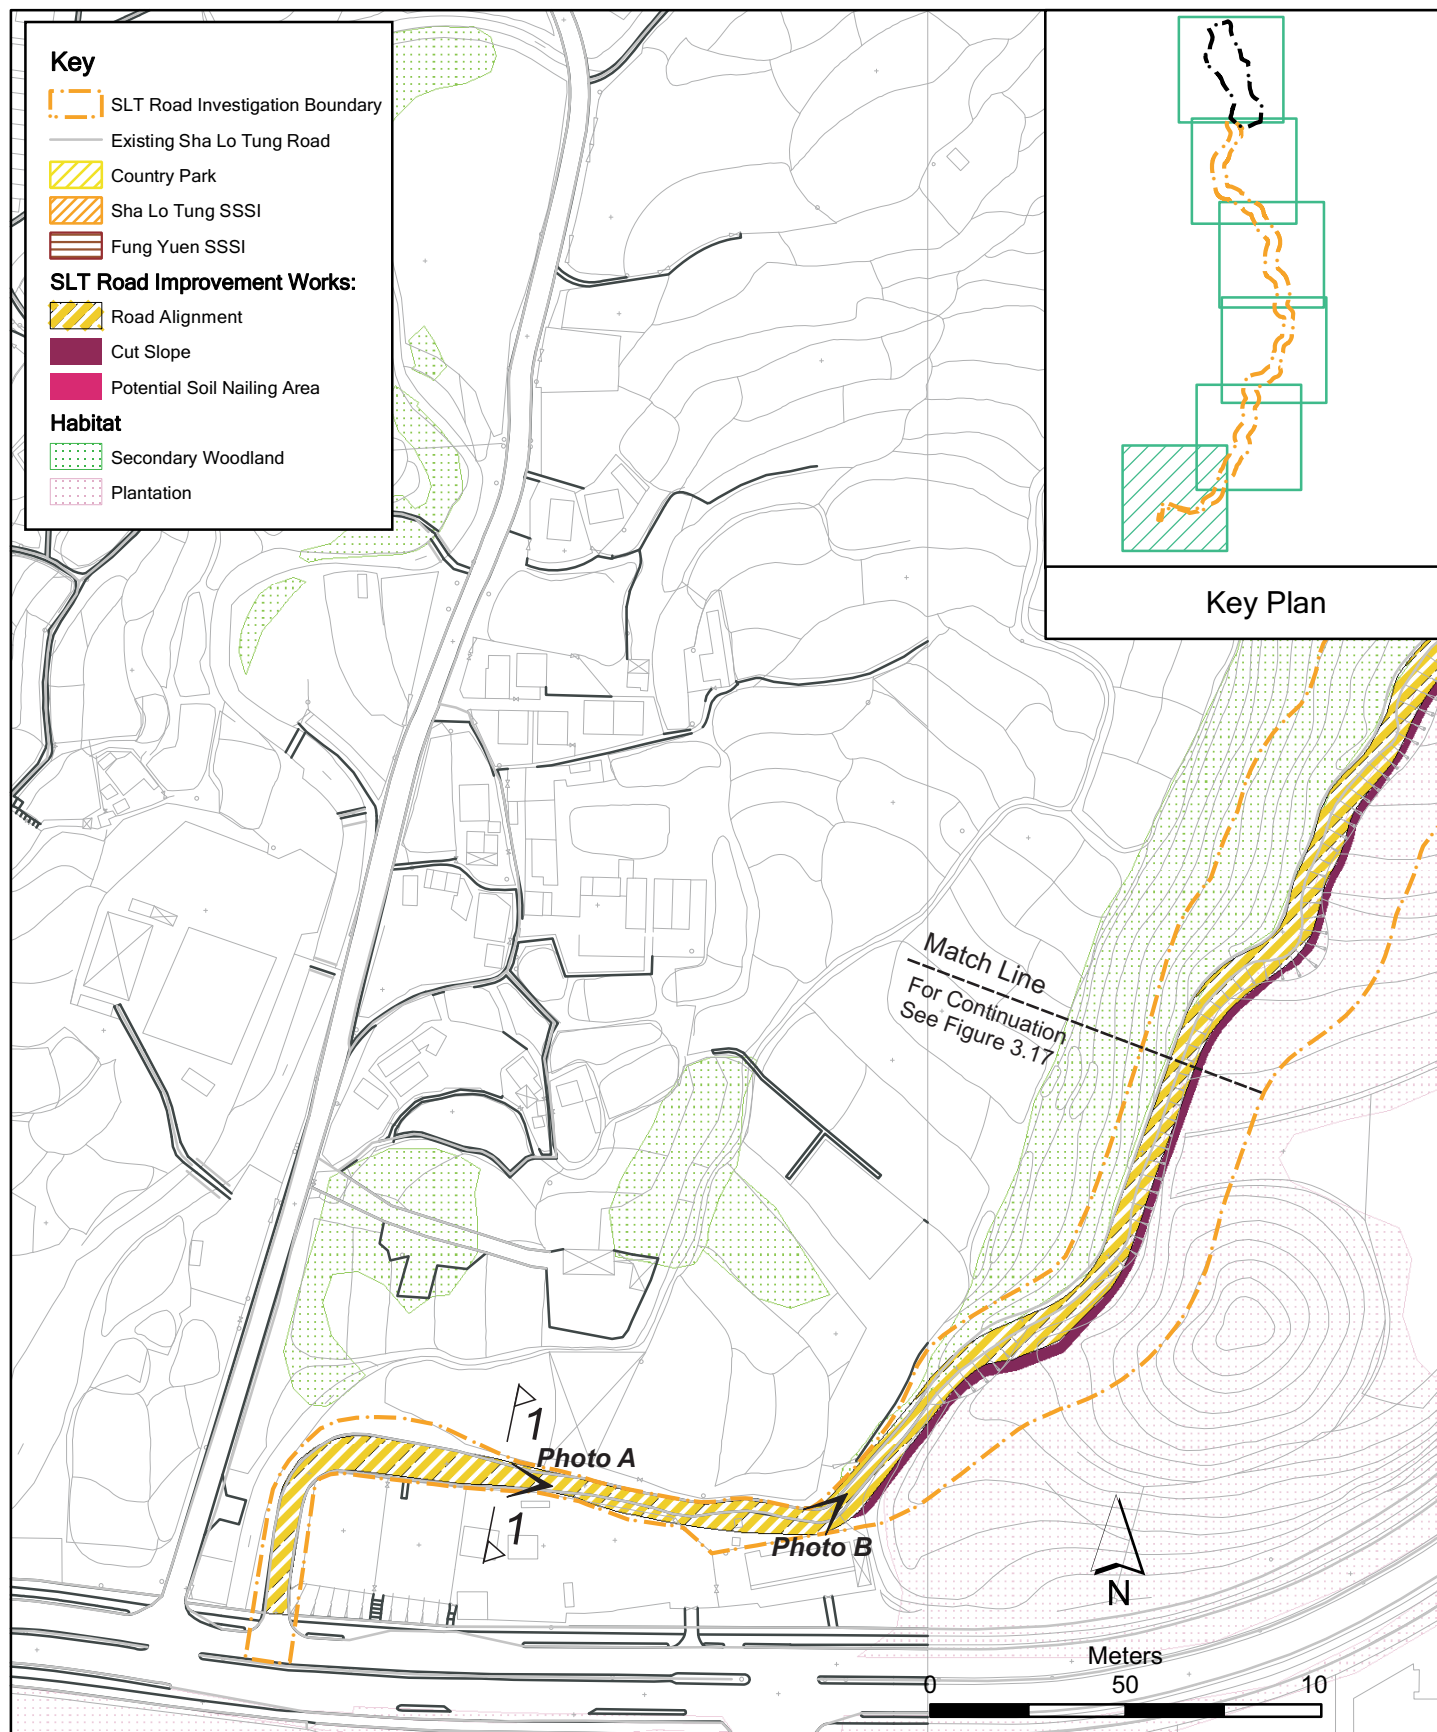 Key
SLT Road Investigation Boundary
Existing Sha Lo Tung Road
Country Park
Sha Lo Tung SSSI
Fung Yuen SSSI
SLT Road Improvement Works:
Road Alignment
Cut Slope
Potential Soil Nailing Area
Habitat
Secondary Woodland
Plantation
Key Plan
Match Line
For Continuation
See Figure 3.17
1
Photo A
1
Photo B
N
Meters
0 50 10